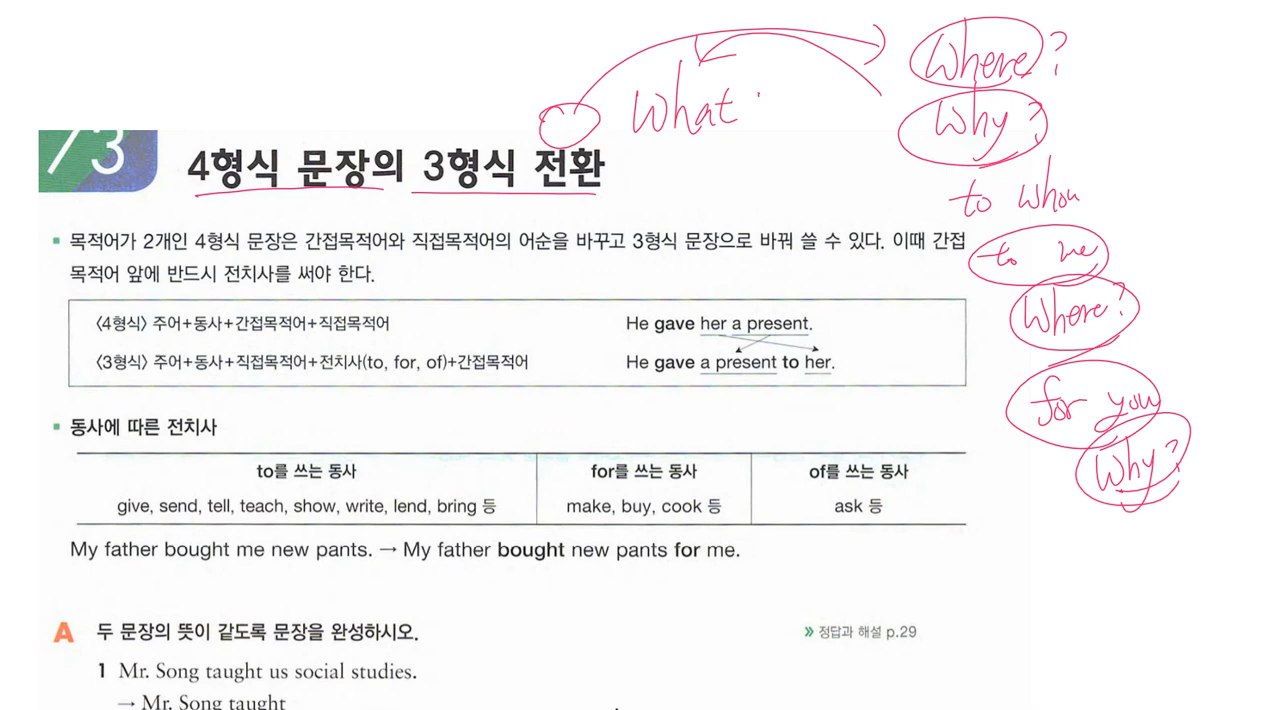 Where?
What
Why?
73
4형식 문장의 3형식 전환
to whom
목적어가 2개인 4형식 문장은 간접목적어와 직접목적어의 어순을 바꾸고 3형식 문장으로 바꿔 쓸 수 있다. 이때 간접
목적어 앞에 반드시 전치사를 써야 한다.
to me
Where?
〈4형식〉 주어+동사+간접목적어+직접목적어 He gave her a present.
〈3형식〉 주어+동사+직접목적어+전치사(to, for, of)+간접목적어 He gave a present to her.
for you
Why?
동사에 따른 전치사
to를 쓰는 동사 for를 쓰는 동사 of를 쓰는 동사
give, send, tell, teach, show, write, lend, bring 등 make, buy, cook 등 ask 등
My father bought me new pants. → My father bought new pants for me.
A 두 문장의 뜻이 같도록 문장을 완성하시오. » 정답과 해설 p.29
1 Mr. Song taught us social studies.
→ Mr. Song taught